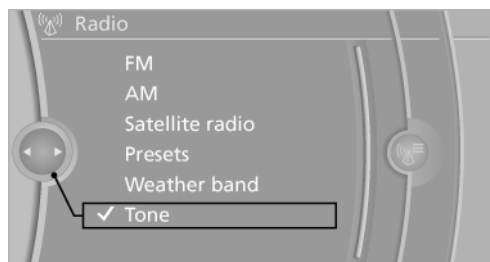 Radio
FM
AM
Satellite radio
Presets
Weather band
Tone